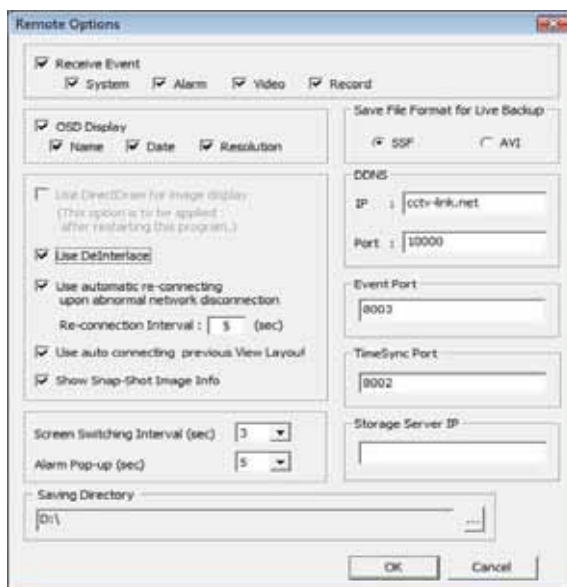 Remote Options
Receive Event
System Alarm Video Record
OSD Display
Name Date Resolution
Save File Format for Live Backup
SSF AVI
Use DirectDraw for image display
(This option is to be applied
after restarting this program.)
Use DeInterlace
Use automatic re-connecting
upon abnormal network disconnection
Re-connection Interval : 5 (sec)
Use auto connecting previous View Layout
Show Snap-Shot Image Info
DDNS
IP : cctv-link.net
Port : 10000
Event Port
8003
TimeSync Port
8002
Screen Switching Interval (sec) 3
Alarm Pop-up (sec) 5
Storage Server IP
Saving Directory
D:\
...
OK Cancel